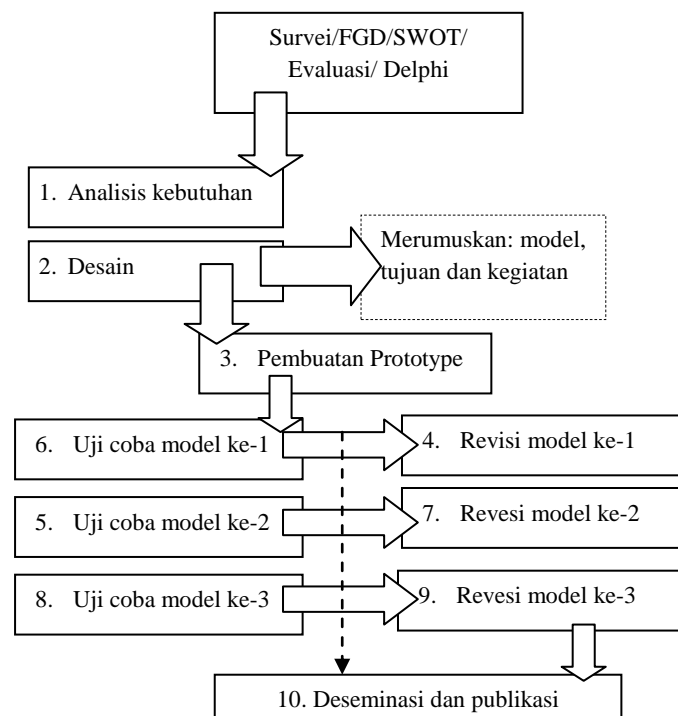 Survei/FGD/SWOT/
Evaluasi/ Delphi
1. Analisis kebutuhan
2. Desain
Merumuskan: model,
tujuan dan kegiatan
3. Pembuatan Prototype
6. Uji coba model ke-1
4. Revisi model ke-1
5. Uji coba model ke-2
7. Revesi model ke-2
8. Uji coba model ke-3
9. Revesi model ke-3
10. Deseminasi dan publikasi